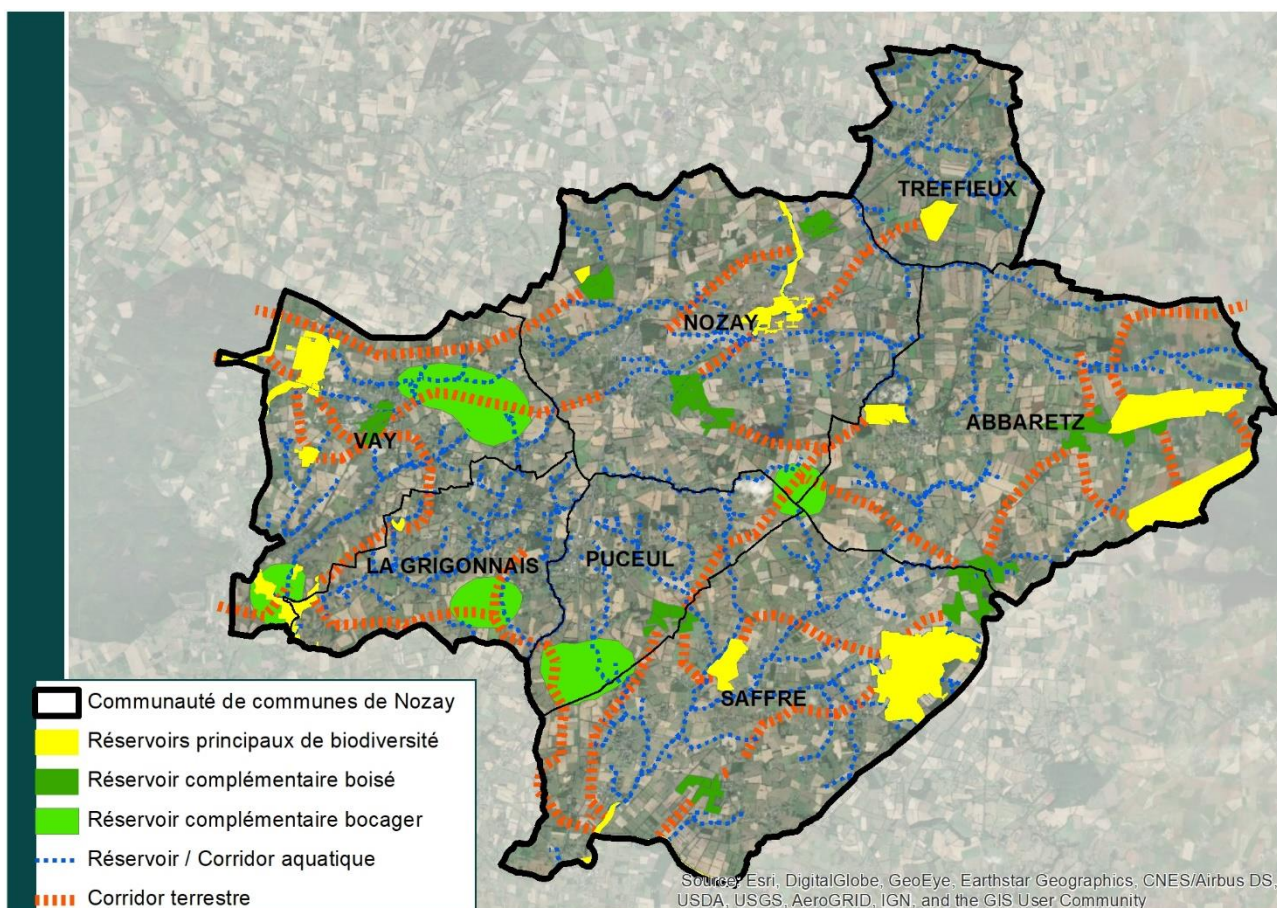 TREFFIEUX
NOZAY
ABBARETZ
VAY
LA GRIGONNAIS
PUCEUL
SAFFRÉ
Communauté de communes de Nozay
Réservoirs principaux de biodiversité
Réservoir complémentaire boisé
Réservoir complémentaire bocager
Réservoir / Corridor aquatique
Corridor terrestre
Source: Esri, DigitalGlobe, GeoEye, Earthstar Geographics, CNES/Airbus DS,
USDA, USGS, AeroGRID, IGN, and the GIS User Community